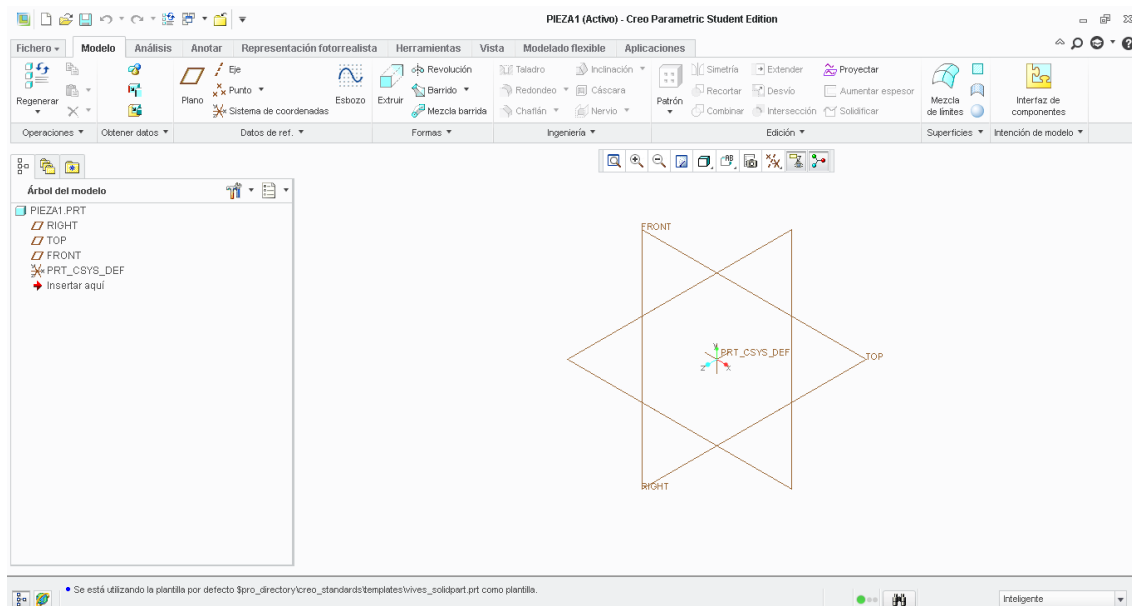 PIEZA1 (Activo) - Creo Parametric Student Edition
Fichero Modelo Análisis Anotar Representación fotorrealista Herramientas Vista Modelado flexible Aplicaciones
Regenerar
Operaciones
Obtener datos
Plano
Eje
Punto
Sistema de coordenadas
Esbozo
Datos de ref.
Extruir
Revolución
Barrido
Mezcla barrida
Formas
Taladro Inclinación
Redondeo Cáscara
Chaflán Nervio
Ingeniería
Patrón
Simetría Extender Proyectar
Recortar Desvío Aumentar espesor
Combinar Intersección Solidificar
Edición
Mezcla
de límites
Superficies
Interfaz de
componentes
Intención de modelo
Árbol del modelo
PIEZA1.PRT
RIGHT
TOP
FRONT
PRT_CSYS_DEF
Insertar aquí
FRONT
Y
PRT_CSYS_DEF
TOP
Z X
RIGHT
Se está utilizando la plantilla por defecto $pro_directory\creo_standards\templates\vives_solidpart.prt como plantilla.
Inteligente